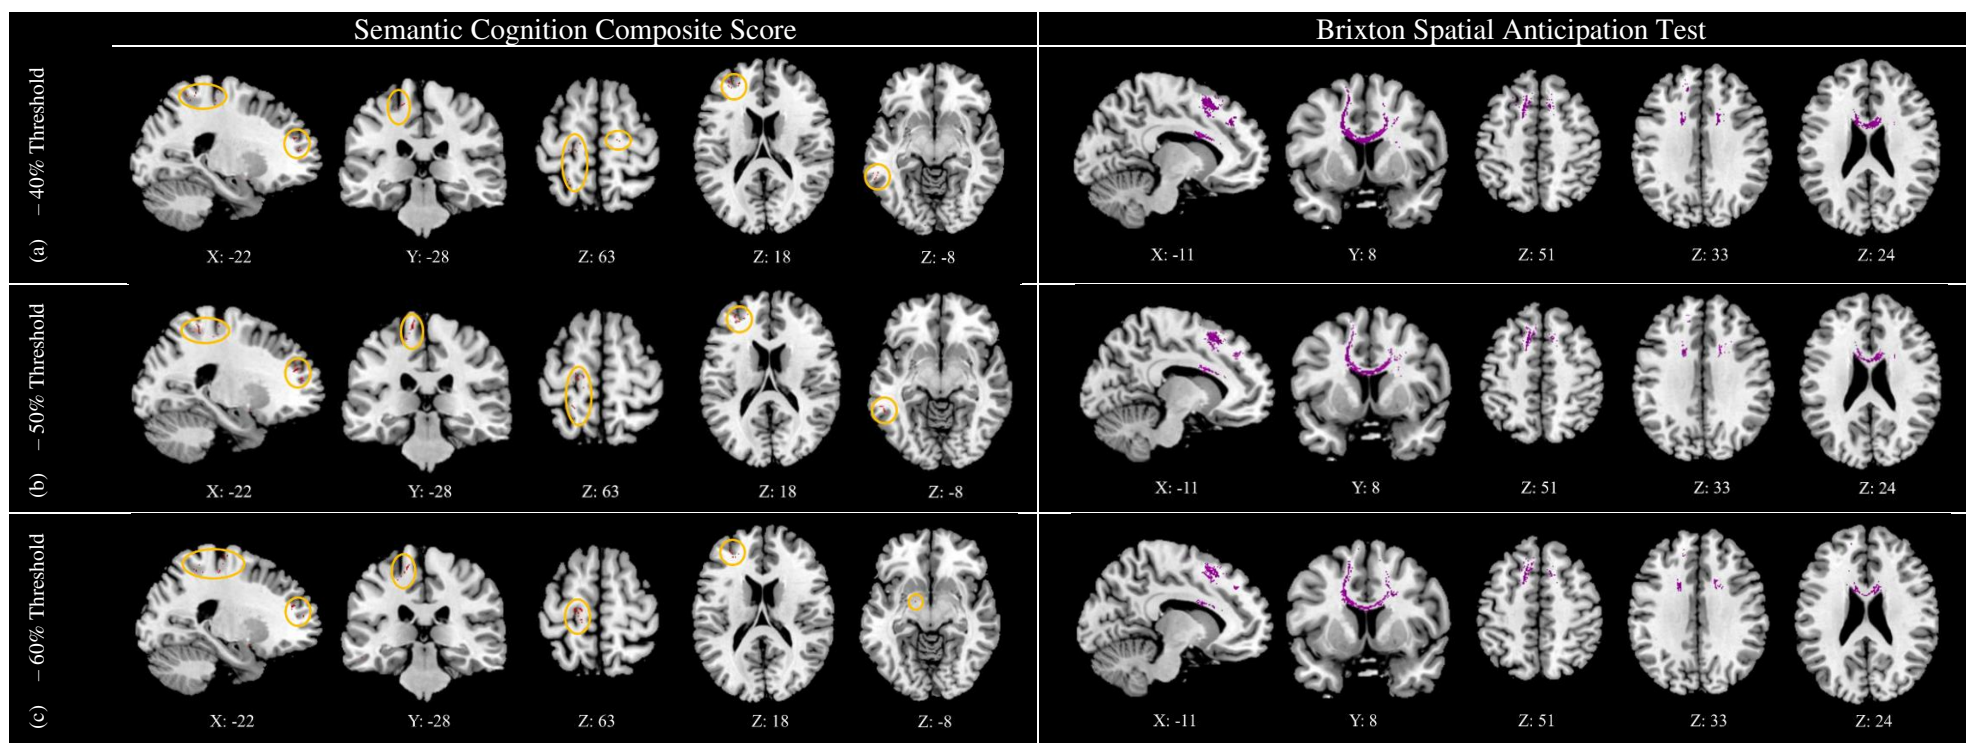 Semantic Cognition Composite Score
Brixton Spatial Anticipation Test
(a) – 40% Threshold
X: -22 Y: -28 Z: 63 Z: 18 Z: -8
X: -11 Y: 8 Z: 51 Z: 33 Z: 24
(b) – 50% Threshold
X: -22 Y: -28 Z: 63 Z: 18 Z: -8
X: -11 Y: 8 Z: 51 Z: 33 Z: 24
(c) – 60% Threshold
X: -22 Y: -28 Z: 63 Z: 18 Z: -8
X: -11 Y: 8 Z: 51 Z: 33 Z: 24